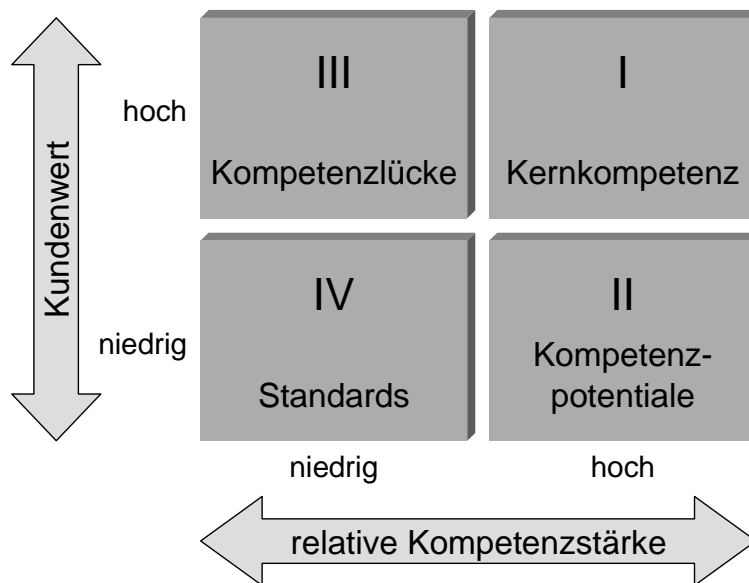 III
I
hoch
Kompetenzlücke
Kernkompetenz
Kundenwert
IV
II
niedrig
Kompetenz-
potentiale
Standards
niedrig
hoch
relative Kompetenzstärke